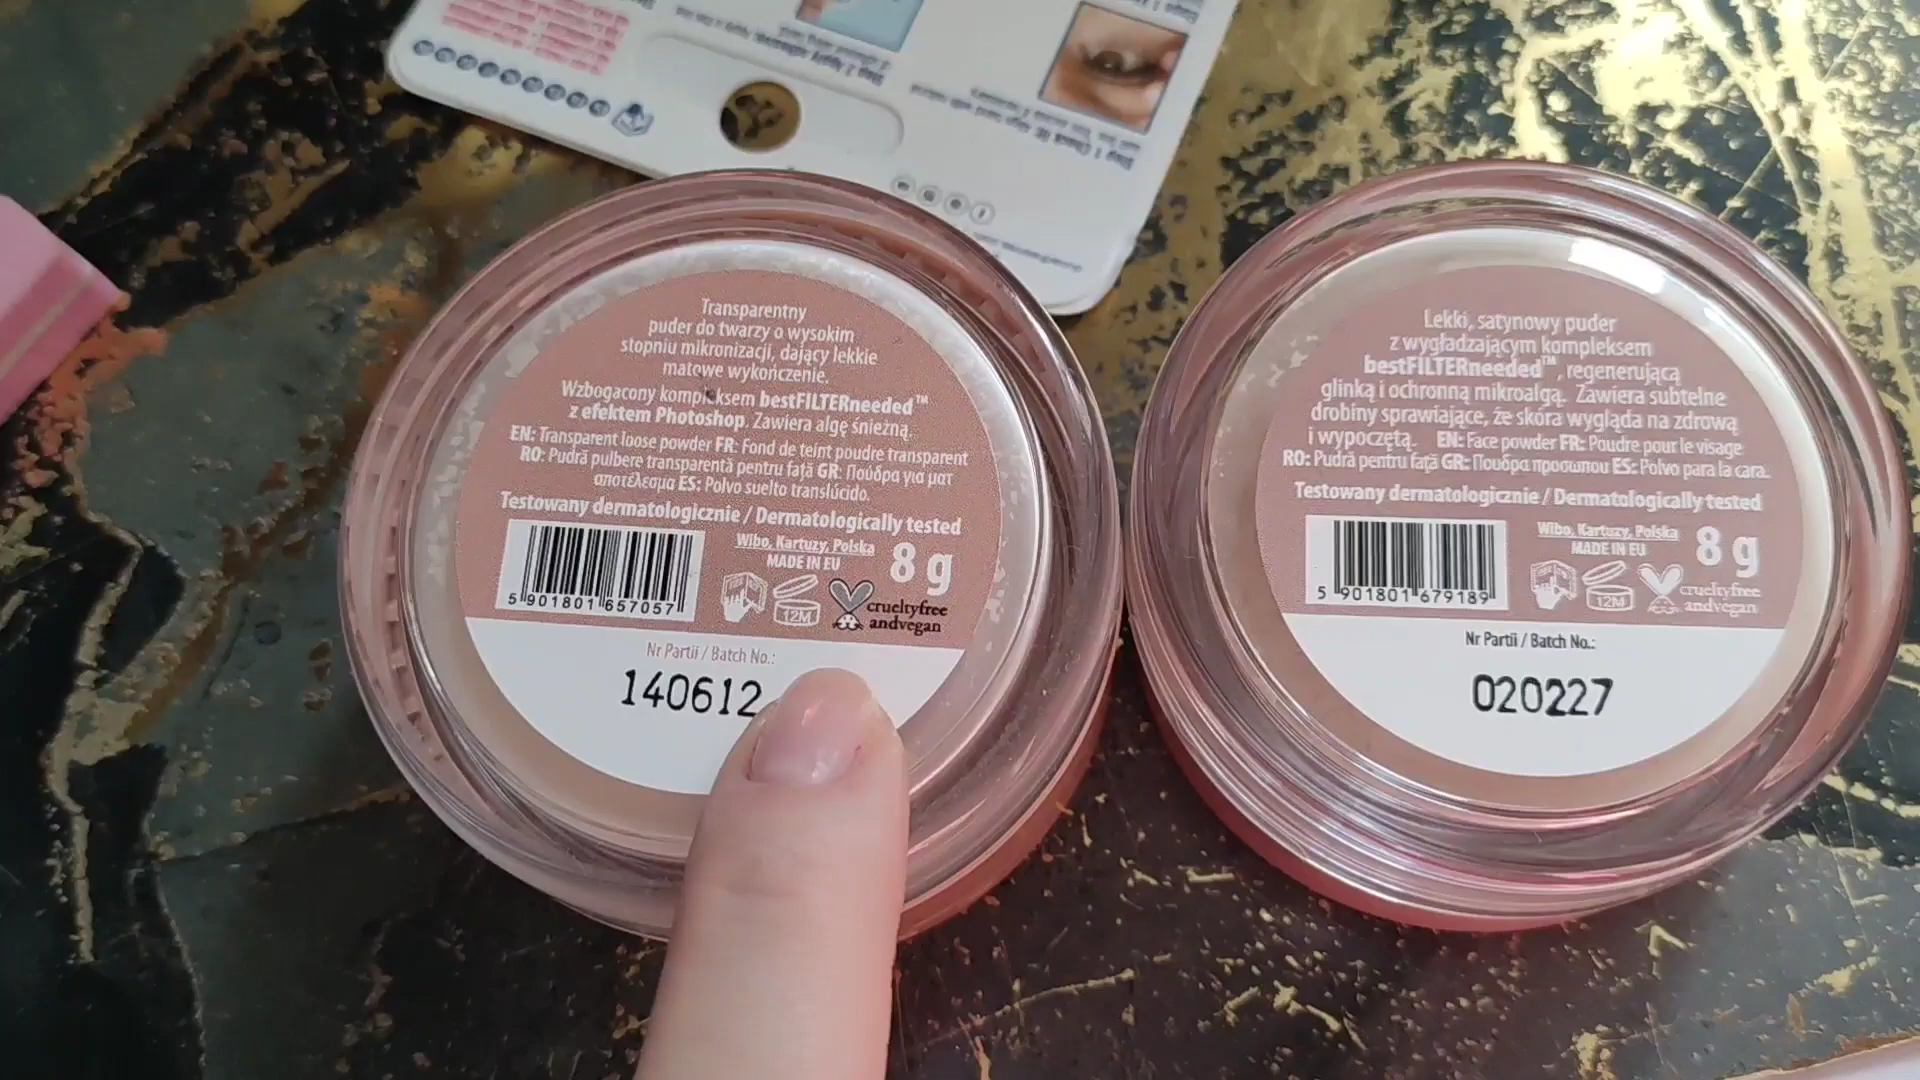 Transparentny
puder do twarzy o wysokim
stopniu mikronizacji, dający lekkie
matowe wykończenie.
Wzbogacony kompleksem bestFILTERneeded™
z efektem Photoshop. Zawiera algę śnieżną.
EN: Transparent loose powder FR: Fond de teint poudre transparent
RO: Pudră pulbere transparentă pentru față GR: Πούδρα για ματ
αποτέλεσμα ES: Polvo suelto translúcido.
Testowany dermatologicznie / Dermatologically tested
Wibo, Kartuzy, Polska
MADE IN EU
8 g
5 901801 657057
12M
crueltyfree
andvegan
Nr Partii / Batch No.:
140612
Lekki, satynowy puder
z wygładzającym kompleksem
bestFILTERneeded™, regenerującą
glinką i ochronną mikroalgą. Zawiera subtelne
drobiny sprawiające, że skóra wygląda na zdrową
i wypoczętą. EN: Face powder FR: Poudre pour le visage
RO: Pudră pentru față GR: Πουδρα προσωπου ES: Polvo para la cara.
Testowany dermatologicznie / Dermatologically tested
Wibo, Kartuzy, Polska
MADE IN EU
8 g
5 901801 679189
12M
crueltyfree
andvegan
Nr Partii / Batch No.:
020227